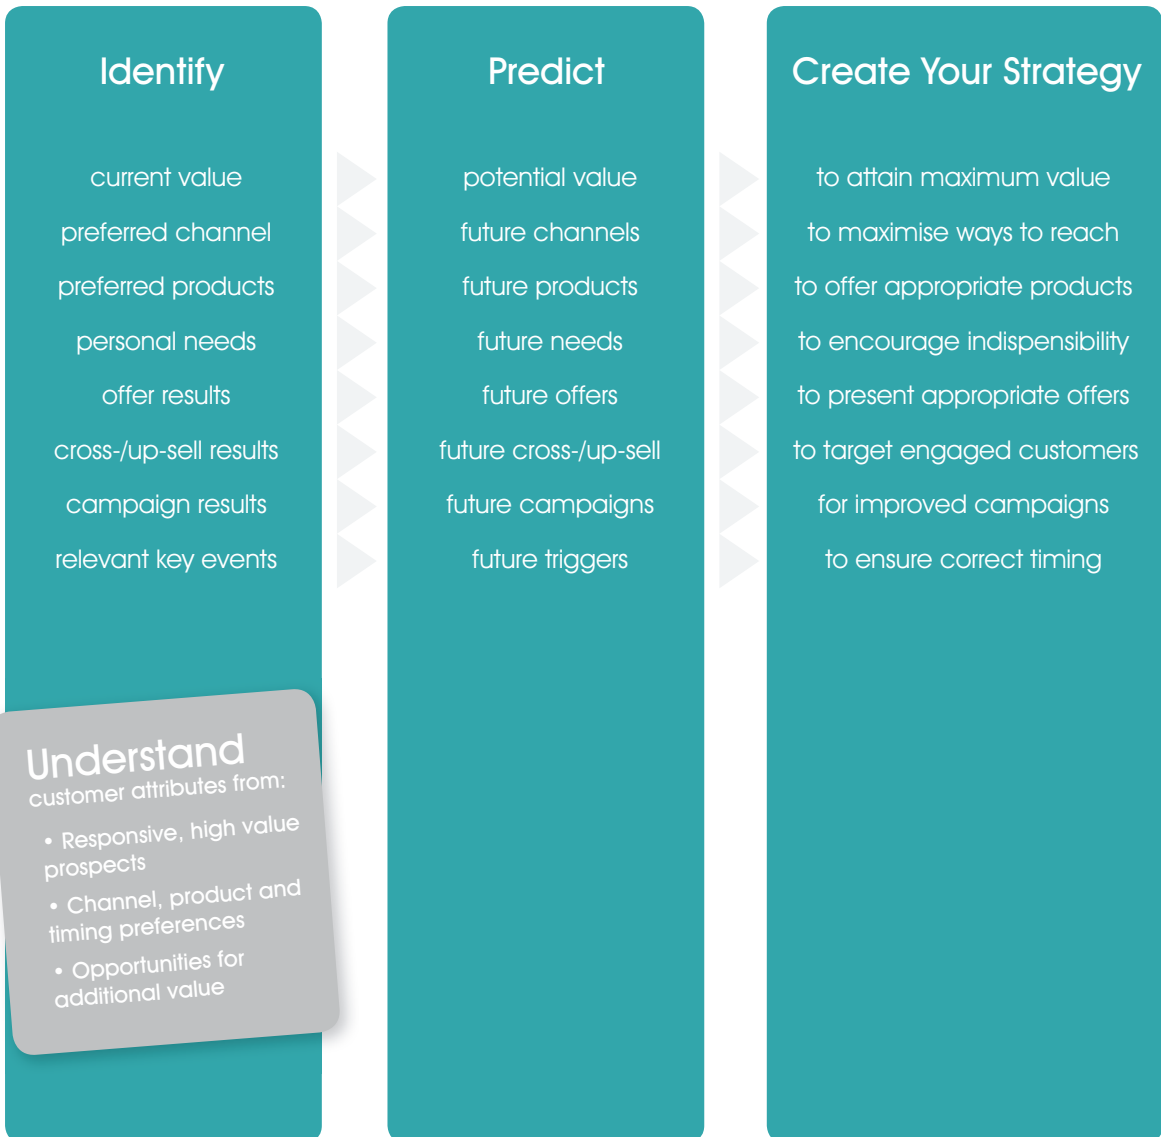 Identify
current value
preferred channel
preferred products
personal needs
offer results
cross-/up-sell results
campaign results
relevant key events
Understand
customer attributes from:
• Responsive, high value
prospects
• Channel, product and
timing preferences
• Opportunities for
additional value
Predict
potential value
future channels
future products
future needs
future offers
future cross-/up-sell
future campaigns
future triggers
Create Your Strategy
to attain maximum value
to maximise ways to reach
to offer appropriate products
to encourage indispensibility
to present appropriate offers
to target engaged customers
for improved campaigns
to ensure correct timing